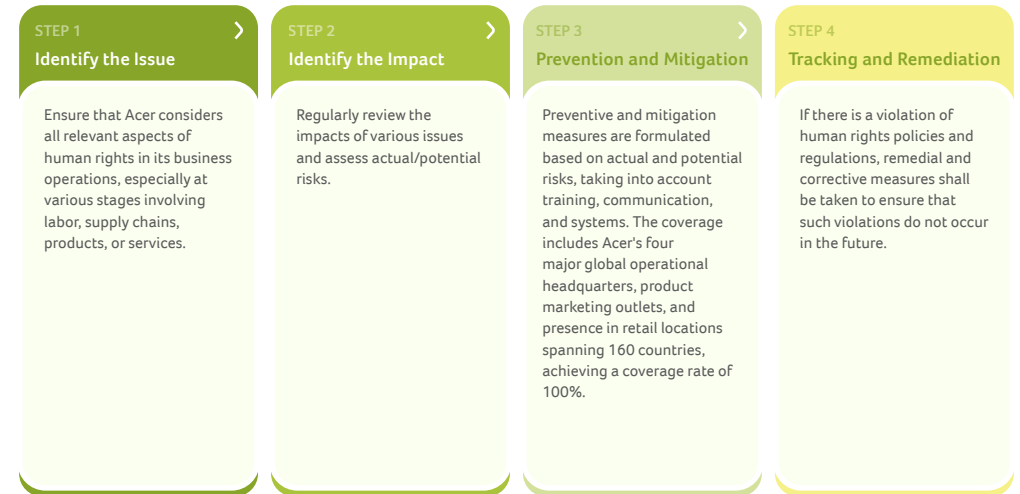 STEP 1
Identify the Issue
Ensure that Acer considers
all relevant aspects of
human rights in its business
operations, especially at
various stages involving
labor, supply chains,
products, or services.
STEP 2
Identify the Impact
Regularly review the
impacts of various issues
and assess actual/potential
risks.
STEP 3
Prevention and Mitigation
Preventive and mitigation
measures are formulated
based on actual and potential
risks, taking into account
training, communication,
and systems. The coverage
includes Acer's four
major global operational
headquarters, product
marketing outlets, and
presence in retail locations
spanning 160 countries,
achieving a coverage rate of
100%.
STEP 4
Tracking and Remediation
If there is a violation of
human rights policies and
regulations, remedial and
corrective measures shall
be taken to ensure that
such violations do not occur
in the future.